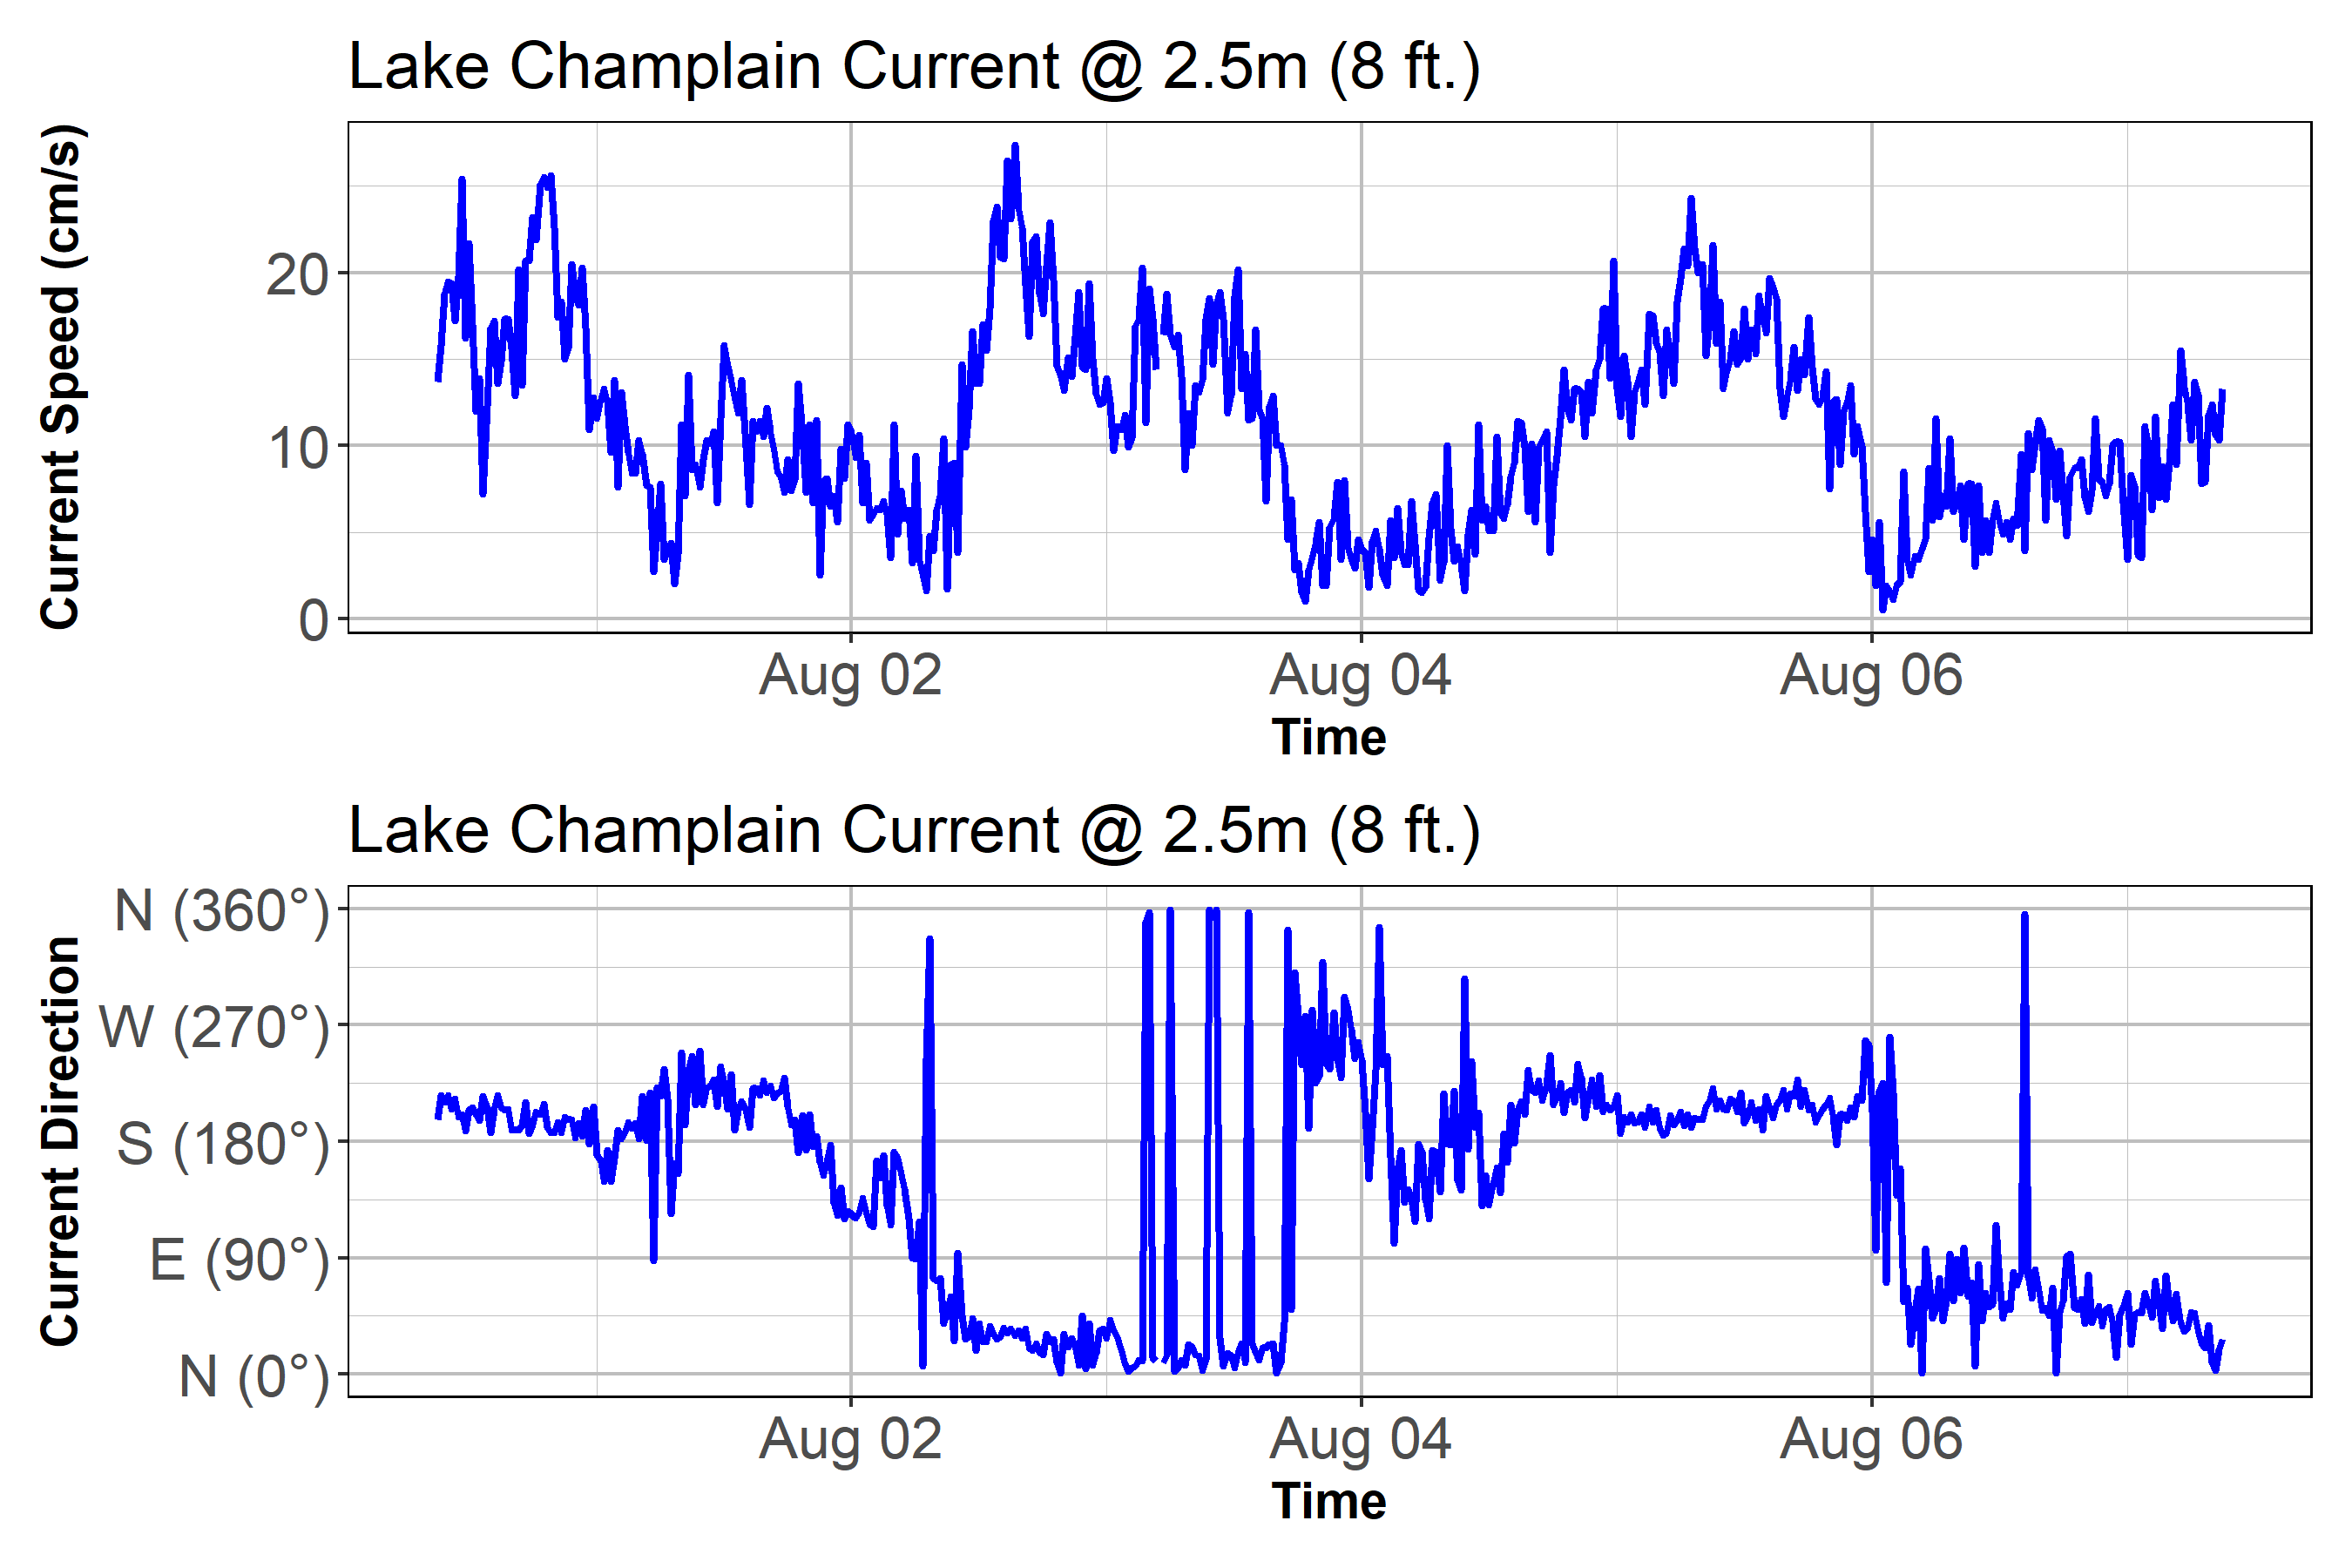 Lake Champlain Current @ 2.5m (8 ft.)
Current Speed (cm/s)
20
10
0
Aug 02 Aug 04 Aug 06
Time
Lake Champlain Current @ 2.5m (8 ft.)
Current Direction
N (360°)
W (270°)
S (180°)
E (90°)
N (0°)
Aug 02 Aug 04 Aug 06
Time